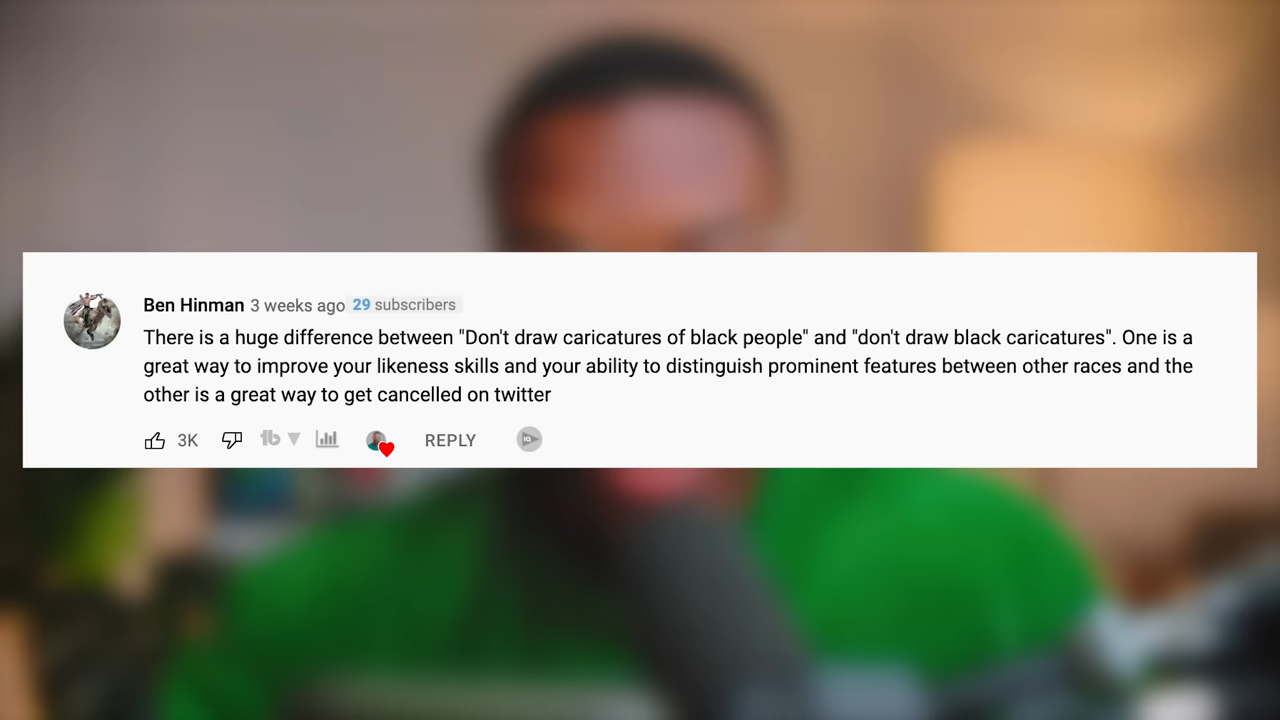 Ben Hinman 3 weeks ago 29 subscribers
There is a huge difference between "Don't draw caricatures of black people" and "don't draw black caricatures". One is a
great way to improve your likeness skills and your ability to distinguish prominent features between other races and the
other is a great way to get cancelled on twitter
3K tb REPLY IQ